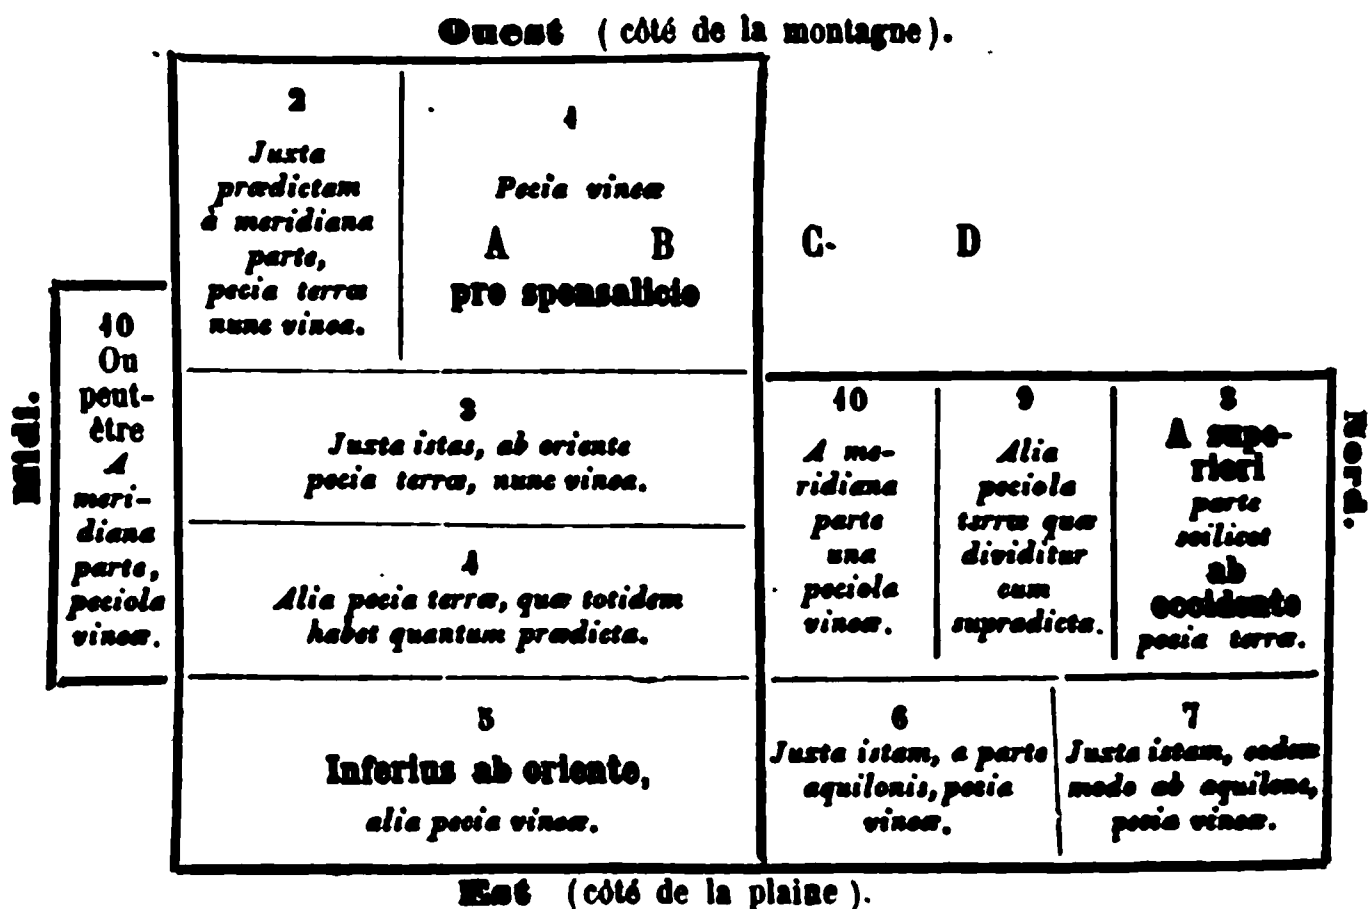 Ouest (côté de la montagne).
2
Juxta
prædictam
à meridiana
parte,
pecia terræ
nunc vinea.
1
Pecia vineæ
A B
pro sponsalicio
C. D
Midi.
10
Ou
peut-
être
A
meri-
diana
parte,
peciola
vineæ.
3
Juxta istas, ab oriente
pecia terræ, nunc vinea.
4
Alia pecia terræ, quæ totidem
habet quantum prædicta.
5
Inferius ab oriente,
alia pecia vineæ.
10
A me-
ridiana
parte
una
peciola
vineæ.
9
Alia
peciola
terræ quæ
dividitur
cum
supradicta.
8
A supe-
riori
parte
scilicet
ab
occidente
pecia terræ.
Nord.
6
Juxta istam, a parte
aquilonis, pecia
vineæ.
7
Juxta istam, eodem
modo ab aquilone,
pecia vineæ.
Est (côté de la plaine).